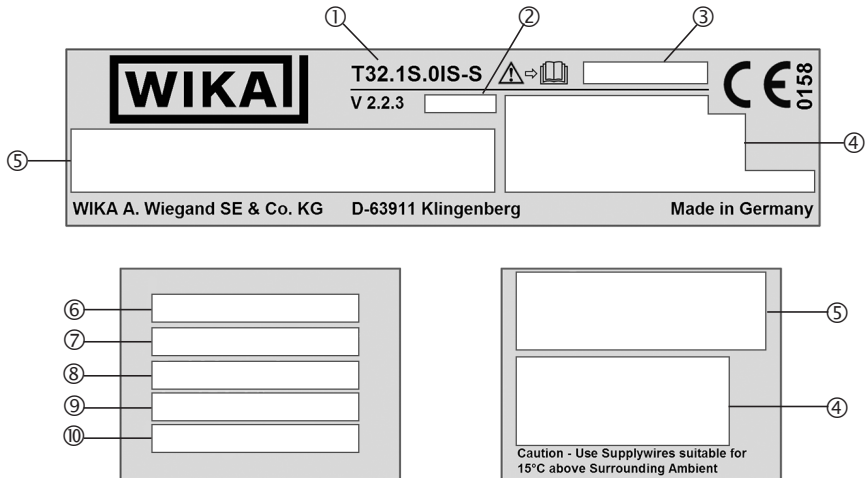 ① ② ③
WIKA T32.1S.0IS-S CE 0158
V 2.2.3
④
⑤
WIKA A. Wiegand SE & Co. KG D-63911 Klingenberg Made in Germany
⑥
⑦
⑧
⑨
⑩
⑤
④
Caution - Use Supplywires suitable for
15°C above Surrounding Ambient